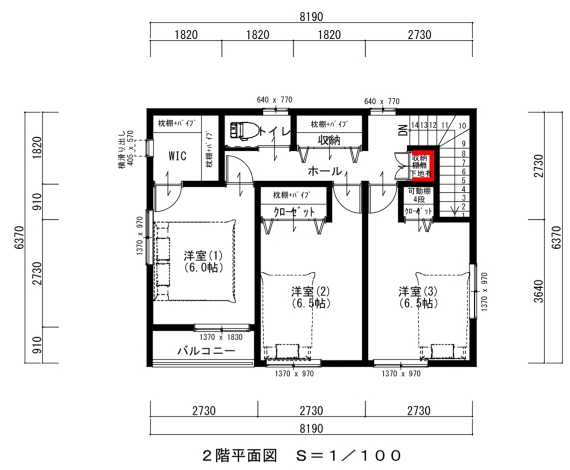 8190
1820 1820 1820 2730
640 x 770 640 x 770
枕棚+パイプ トイレ 枕棚+パイプ DN 14 13 12 11 10
横滑り出し
405 x 570
枕棚+パイプ
収納
9
WIC
ホール
収納
棚無
下地有
8
7
6
5
4
3
2
1
枕棚+パイプ
クローゼット
可動棚
4段
クローゼット
1820
910
2730
910
6370
2730
3640
6370
1370 x 970
洋室(1)
(6.0帖)
洋室(2)
(6.5帖)
洋室(3)
(6.5帖)
1370 x 970
1370 x 1830
バルコニー
1370 x 970 1370 x 970
2730 2730 2730
8190
2階平面図 S=1/100